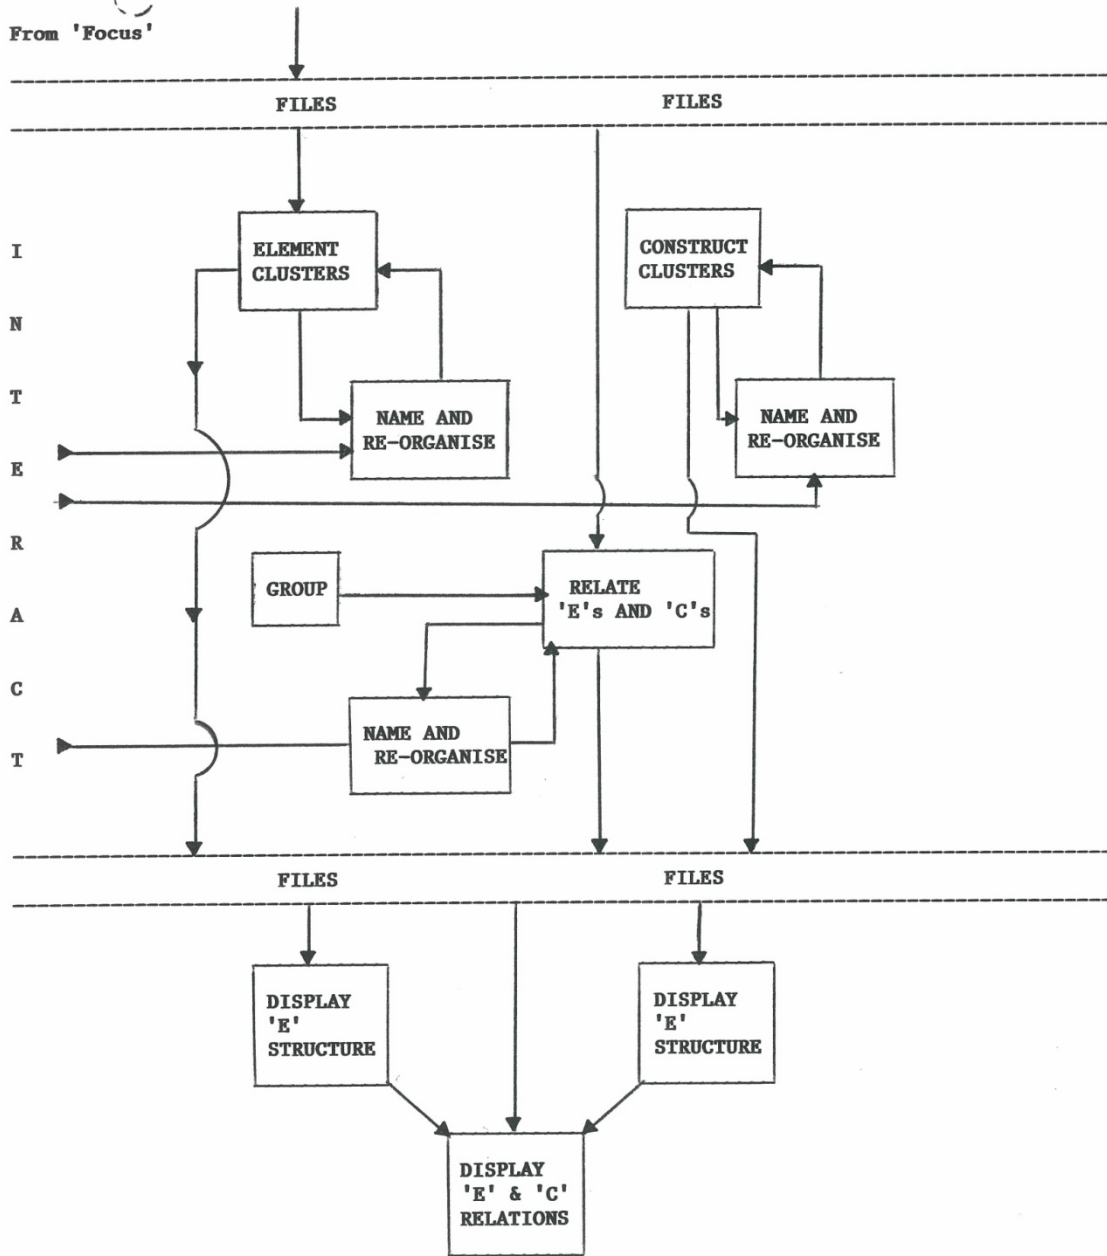 From 'Focus'
FILES FILES
I
N
T
E
R
A
C
T
ELEMENT
CLUSTERS
CONSTRUCT
CLUSTERS
NAME AND
RE-ORGANISE
NAME AND
RE-ORGANISE
GROUP
RELATE
'E's AND 'C's
NAME AND
RE-ORGANISE
FILES FILES
DISPLAY
'E'
STRUCTURE
DISPLAY
'E'
STRUCTURE
DISPLAY
'E' & 'C'
RELATIONS